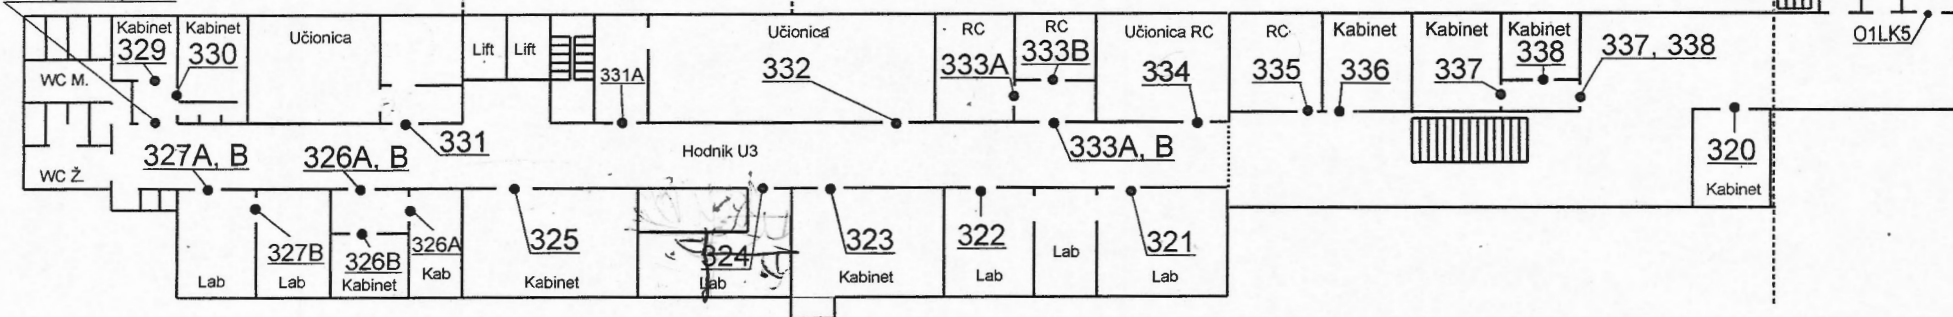 Kabinet
329
Kabinet
330
Učionica
Lift
Lift
331A
Učionica
332
RC
333A
RC
333B
Učionica RC
334
RC
335
Kabinet
336
Kabinet
337
Kabinet
338
337, 338
O1LK5
WC M.
WC Ž.
327A, B
326A, B
331
Hodnik U3
333A, B
320
Kabinet
Lab
327B
Lab
326B
Kabinet
326A
Kab
325
Kabinet
324
Lab
323
Kabinet
322
Lab
Lab
321
Lab